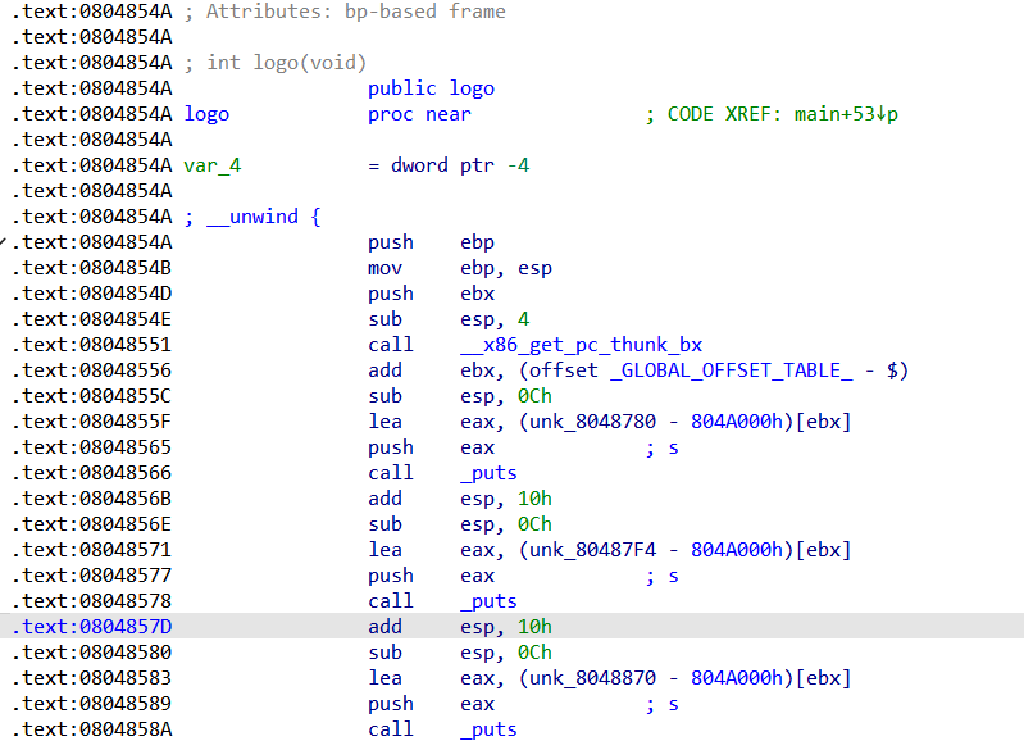 .text:0804854A ; Attributes: bp-based frame
.text:0804854A
.text:0804854A ; int logo(void)
.text:0804854A public logo
.text:0804854A logo proc near ; CODE XREF: main+53↓p
.text:0804854A
.text:0804854A var_4 = dword ptr -4
.text:0804854A
.text:0804854A ; __unwind {
.text:0804854A push ebp
.text:0804854B mov ebp, esp
.text:0804854D push ebx
.text:0804854E sub esp, 4
.text:08048551 call __x86_get_pc_thunk_bx
.text:08048556 add ebx, (offset _GLOBAL_OFFSET_TABLE_ - $)
.text:0804855C sub esp, 0Ch
.text:0804855F lea eax, (unk_8048780 - 804A000h)[ebx]
.text:08048565 push eax ; s
.text:08048566 call _puts
.text:0804856B add esp, 10h
.text:0804856E sub esp, 0Ch
.text:08048571 lea eax, (unk_80487F4 - 804A000h)[ebx]
.text:08048577 push eax ; s
.text:08048578 call _puts
.text:0804857D add esp, 10h
.text:08048580 sub esp, 0Ch
.text:08048583 lea eax, (unk_8048870 - 804A000h)[ebx]
.text:08048589 push eax ; s
.text:0804858A call _puts